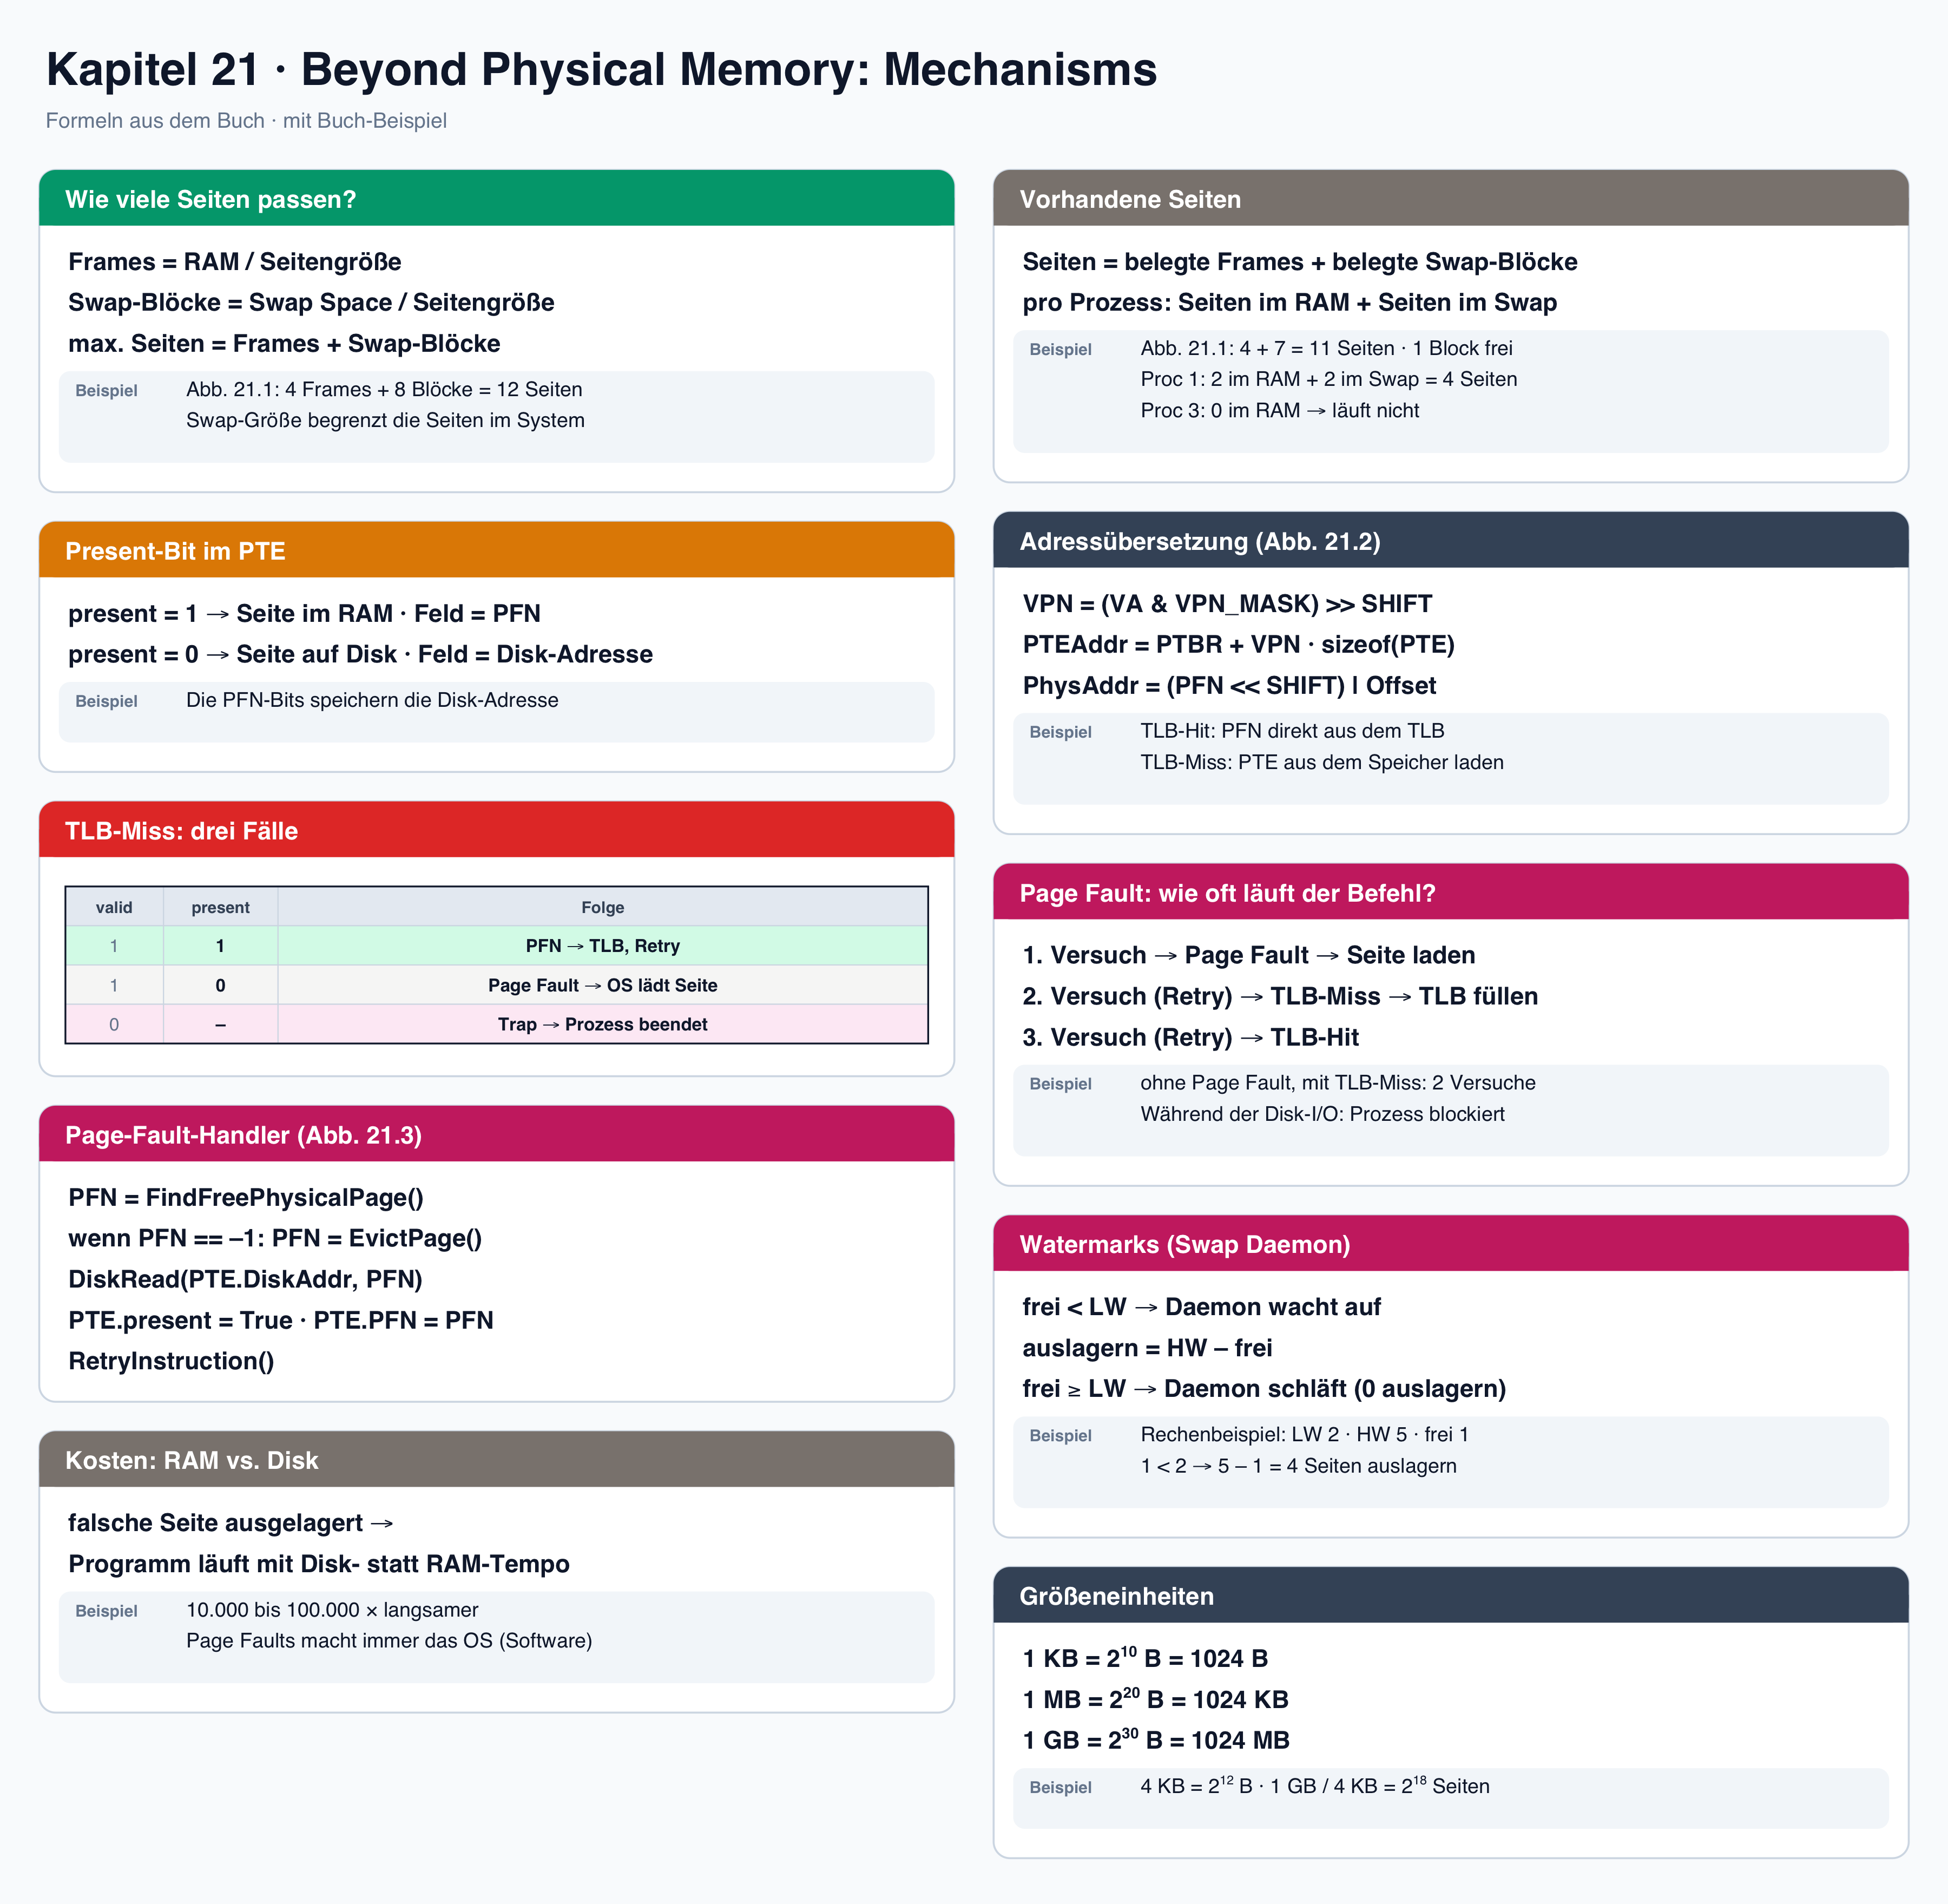 Kapitel 21 · Beyond Physical Memory: Mechanisms
Formeln aus dem Buch · mit Buch-Beispiel
Wie viele Seiten passen?
Frames = RAM / Seitengröße
Swap-Blöcke = Swap Space / Seitengröße
max. Seiten = Frames + Swap-Blöcke
Beispiel Abb. 21.1: 4 Frames + 8 Blöcke = 12 Seiten
Swap-Größe begrenzt die Seiten im System
Present-Bit im PTE
present = 1 → Seite im RAM · Feld = PFN
present = 0 → Seite auf Disk · Feld = Disk-Adresse
Beispiel Die PFN-Bits speichern die Disk-Adresse
TLB-Miss: drei Fälle
valid present Folge
1 1 PFN → TLB, Retry
1 0 Page Fault → OS lädt Seite
0 – Trap → Prozess beendet
Page-Fault-Handler (Abb. 21.3)
PFN = FindFreePhysicalPage()
wenn PFN == –1: PFN = EvictPage()
DiskRead(PTE.DiskAddr, PFN)
PTE.present = True · PTE.PFN = PFN
RetryInstruction()
Kosten: RAM vs. Disk
falsche Seite ausgelagert →
Programm läuft mit Disk- statt RAM-Tempo
Beispiel 10.000 bis 100.000 × langsamer
Page Faults macht immer das OS (Software)
Vorhandene Seiten
Seiten = belegte Frames + belegte Swap-Blöcke
pro Prozess: Seiten im RAM + Seiten im Swap
Beispiel Abb. 21.1: 4 + 7 = 11 Seiten · 1 Block frei
Proc 1: 2 im RAM + 2 im Swap = 4 Seiten
Proc 3: 0 im RAM → läuft nicht
Adressübersetzung (Abb. 21.2)
VPN = (VA & VPN_MASK) >> SHIFT
PTEAddr = PTBR + VPN · sizeof(PTE)
PhysAddr = (PFN << SHIFT) | Offset
Beispiel TLB-Hit: PFN direkt aus dem TLB
TLB-Miss: PTE aus dem Speicher laden
Page Fault: wie oft läuft der Befehl?
1. Versuch → Page Fault → Seite laden
2. Versuch (Retry) → TLB-Miss → TLB füllen
3. Versuch (Retry) → TLB-Hit
Beispiel ohne Page Fault, mit TLB-Miss: 2 Versuche
Während der Disk-I/O: Prozess blockiert
Watermarks (Swap Daemon)
frei < LW → Daemon wacht auf
auslagern = HW – frei
frei ≥ LW → Daemon schläft (0 auslagern)
Beispiel Rechenbeispiel: LW 2 · HW 5 · frei 1
1 < 2 → 5 – 1 = 4 Seiten auslagern
Größeneinheiten
1 KB = 2¹⁰ B = 1024 B
1 MB = 2²⁰ B = 1024 KB
1 GB = 2³⁰ B = 1024 MB
Beispiel 4 KB = 2¹² B · 1 GB / 4 KB = 2¹⁸ Seiten